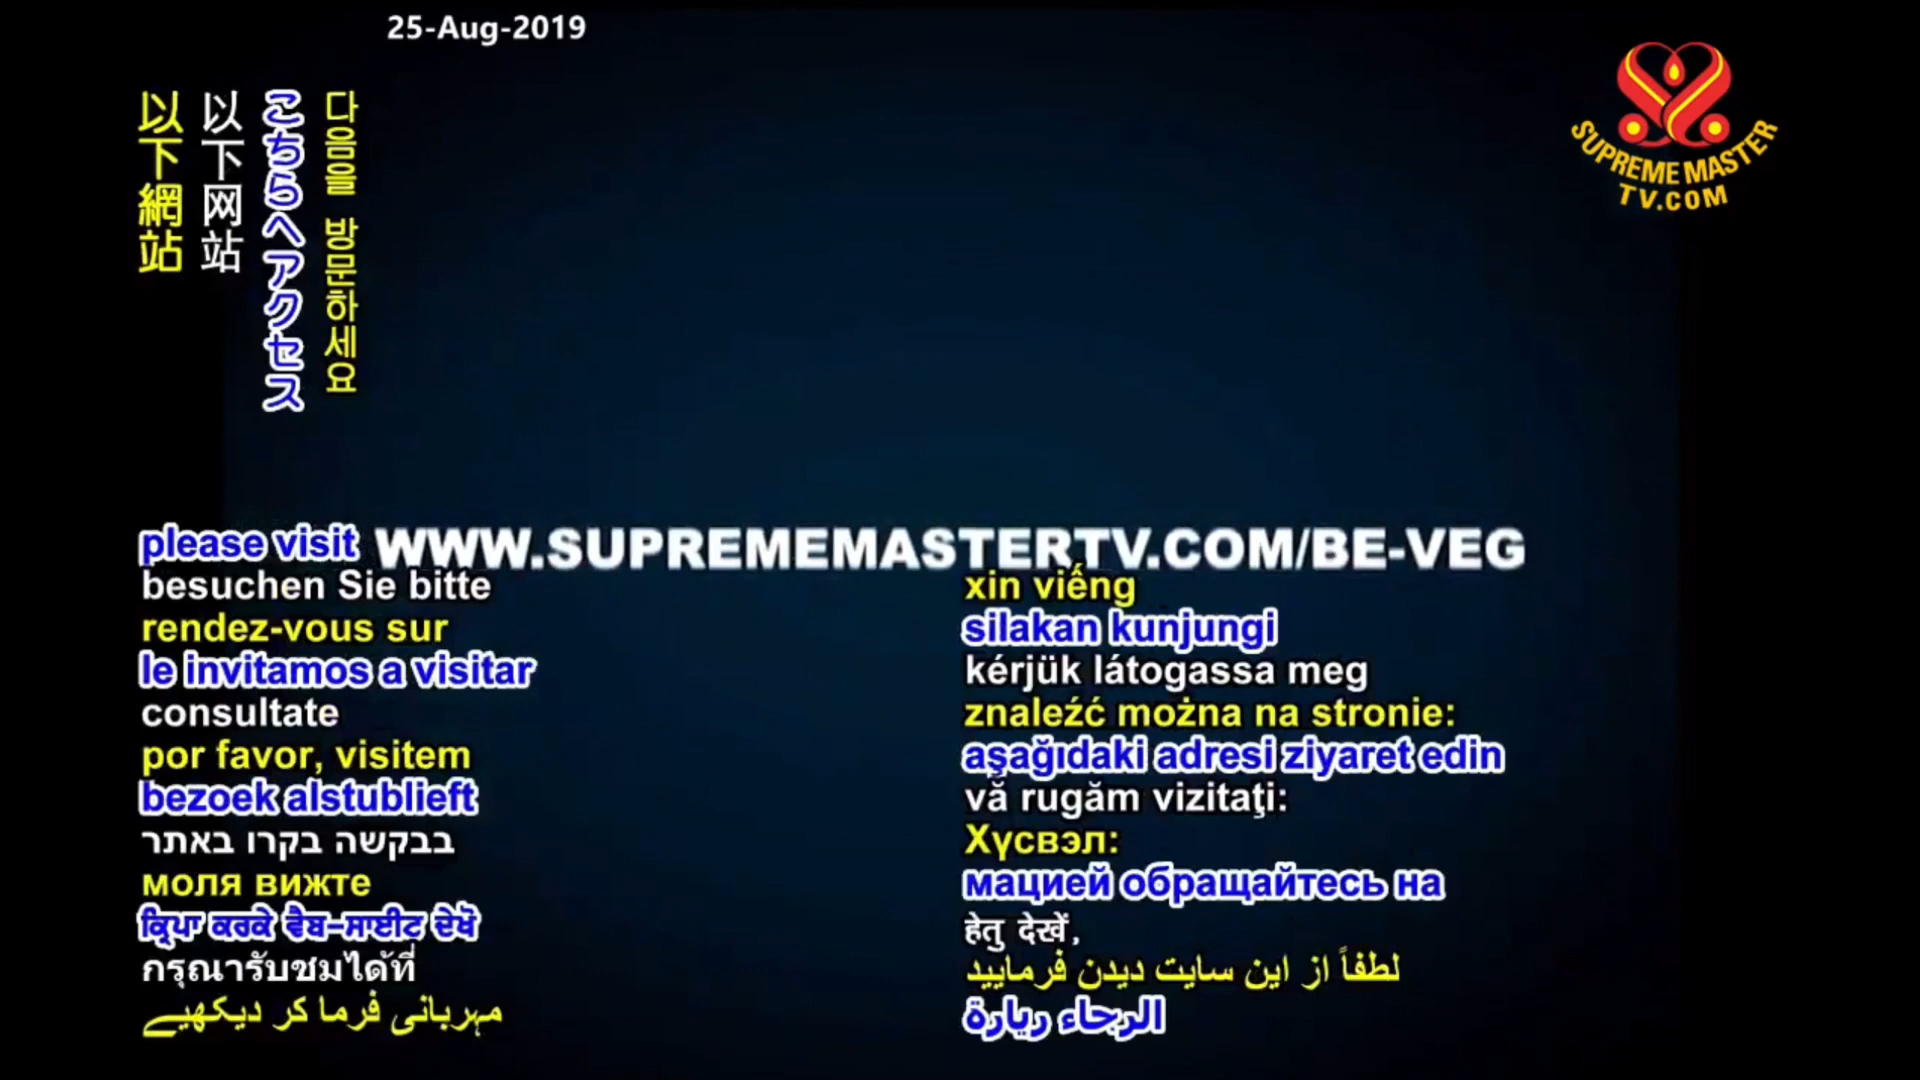 25-Aug-2019
SUPREME MASTER
TV.COM
以下網站
以下网站
こちらへアクセス
다음을 방문하세요
please visit WWW.SUPREMEMASTERTV.COM/BE-VEG
besuchen Sie bitte
rendez-vous sur
le invitamos a visitar
consultate
por favor, visitem
bezoek alstublieft
בבקשה בקרו באתר
моля вижте
ਕ੍ਰਿਪਾ ਕਰਕੇ ਵੈਬ-ਸਾਈਟ ਦੇਖੋ
กรุณารับชมได้ที่
مہربانی فرما کر دیکھیے
xin viếng
silakan kunjungi
kérjük látogassa meg
znaleźć można na stronie:
aşağıdaki adresi ziyaret edin
vă rugăm vizitaţi:
Хүсвэл:
мацией обращайтесь на
हेतु देखें,
لطفاً از این سایت دیدن فرمایید
الرجاء ريارة